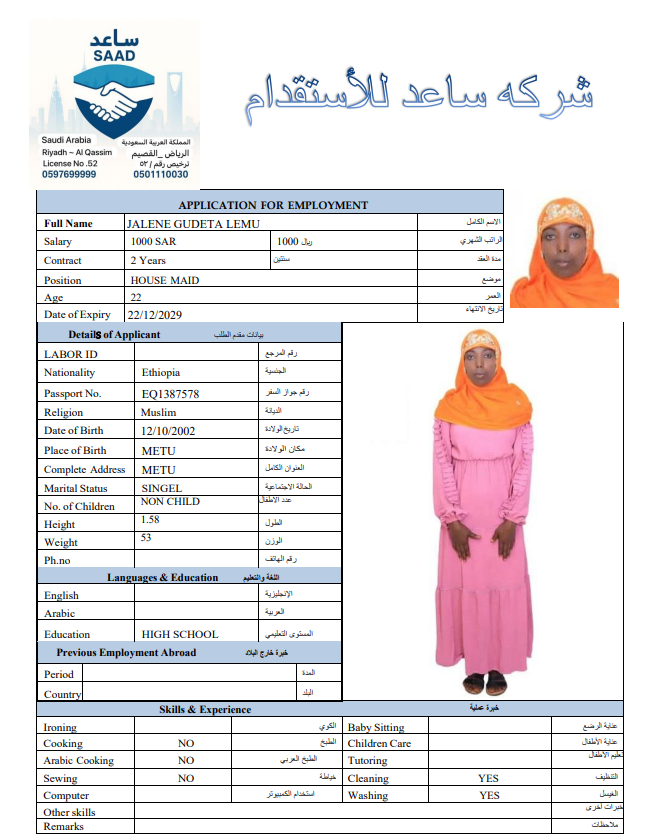 ساعد
SAAD
شركه ساعد للأستقدام
Saudi Arabia المملكة العربية السعودية
Riyadh ~ Al Qassim الرياض _القصيم
License No .52 ترخيص رقم / ٥٢
0597699999 0501110030
APPLICATION FOR EMPLOYMENT
Full Name JALENE GUDETA LEMU الاسم الكامل
Salary 1000 SAR 1000 ريال الراتب الشهري
Contract 2 Years سنتين مدة العقد
Position HOUSE MAID موضع
Age 22 العمر
Date of Expiry 22/12/2029 تاريخ الانتهاء
Details of Applicant بيانات مقدم الطلب
LABOR ID رقم المرجع
Nationality Ethiopia الجنسية
Passport No. EQ1387578 رقم جواز السفر
Religion Muslim الديانة
Date of Birth 12/10/2002 تاريخ الولادة
Place of Birth METU مكان الولادة
Complete Address METU العنوان الكامل
Marital Status SINGEL الحالة الاجتماعية
No. of Children NON CHILD عدد الاطفال
Height 1.58 الطول
Weight 53 الوزن
Ph.no رقم الهاتف
Languages & Education اللغة والتعليم
English الإنجليزية
Arabic العربية
Education HIGH SCHOOL المستوى التعليمي
Previous Employment Abroad خبرة خارج البلاد
Period المدة
Country البلد
Skills & Experience خبرة عملية
Ironing الكوي Baby Sitting عناية الرضع
Cooking NO الطبخ Children Care عناية الأطفال
Arabic Cooking NO الطبخ العربي Tutoring تعليم الأطفال
Sewing NO خياطة Cleaning YES التنظيف
Computer استخدام الكمبيوتر Washing YES الغيسل
Other skills خبرات اخرى
Remarks ملاحظات